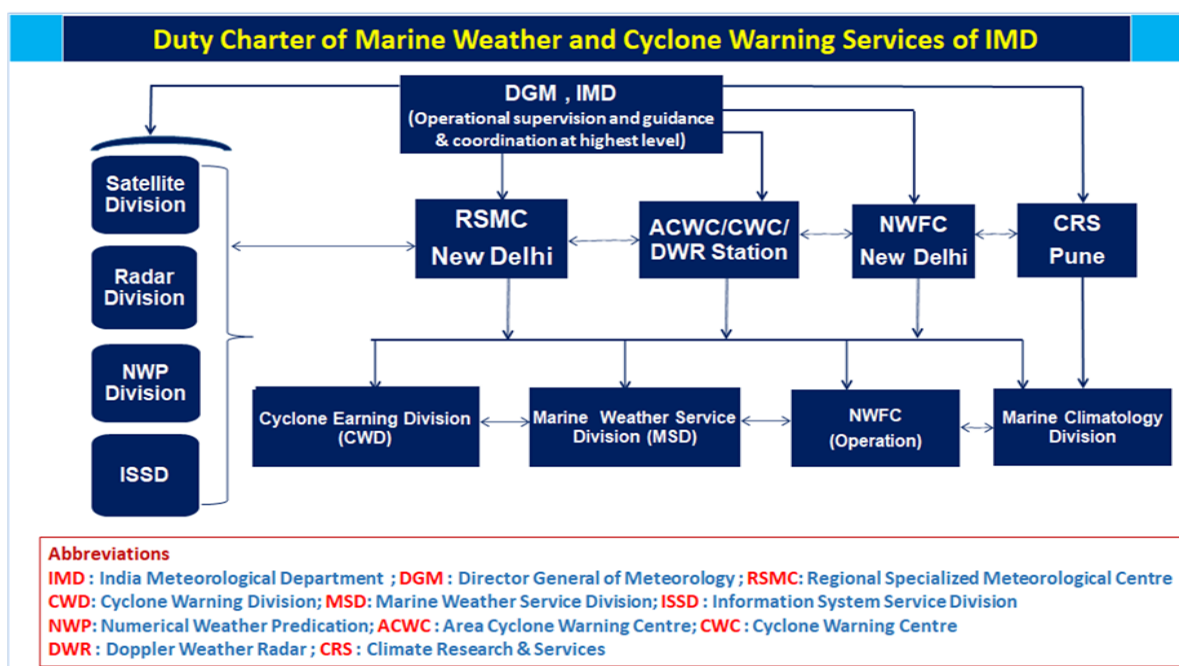 Duty Charter of Marine Weather and Cyclone Warning Services of IMD
DGM , IMD
(Operational supervision and guidance
& coordination at highest level)
Satellite
Division
Radar
Division
NWP
Division
ISSD
RSMC
New Delhi
ACWC/CWC/
DWR Station
NWFC
New Delhi
CRS
Pune
Cyclone Earning Division
(CWD)
Marine Weather Service
Division (MSD)
NWFC
(Operation)
Marine Climatology
Division
Abbreviations
IMD : India Meteorological Department ; DGM : Director General of Meteorology ; RSMC: Regional Specialized Meteorological Centre
CWD: Cyclone Warning Division; MSD: Marine Weather Service Division; ISSD : Information System Service Division
NWP: Numerical Weather Predication; ACWC: Area Cyclone Warning Centre; CWC: Cyclone Warning Centre
DWR : Doppler Weather Radar ; CRS : Climate Research & Services